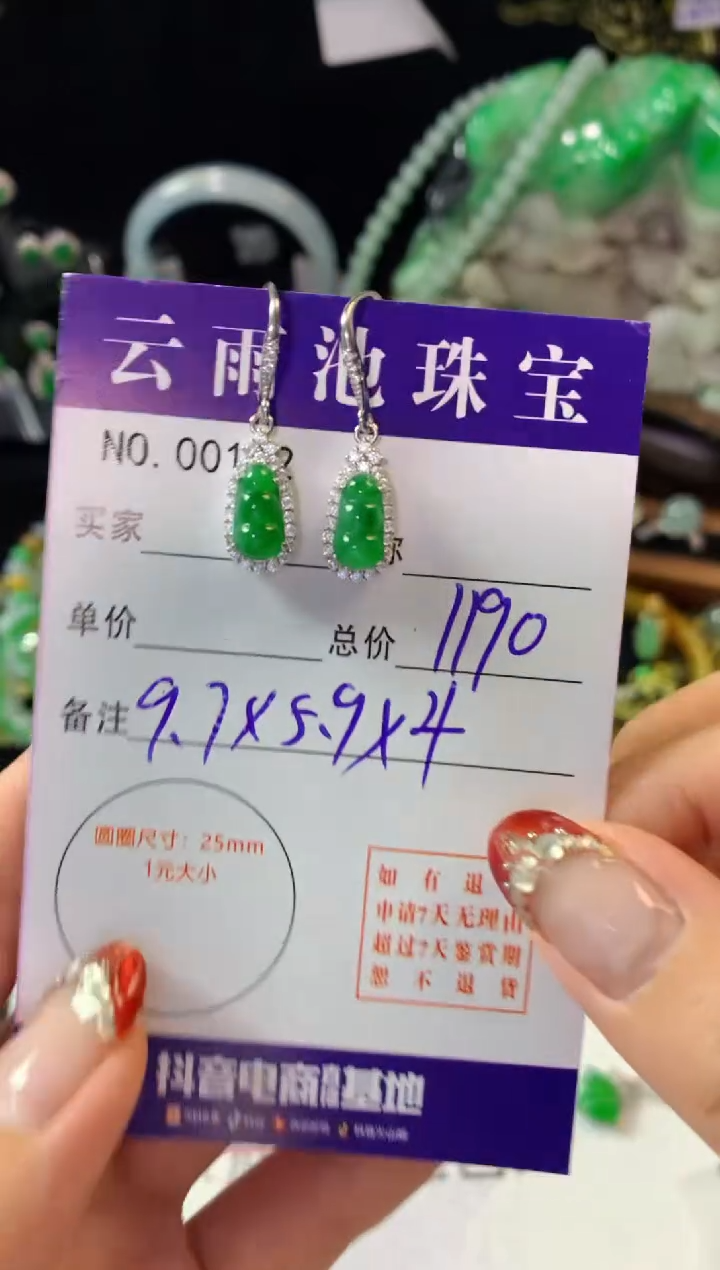 云雨池珠宝
NO. 001 2
买家
单价
总价 1190
备注 9.7x5.9x4
圆圈尺寸：25mm
1元大小
如有退
申请7天无理由
超过7天鉴赏期
恕不退货
抖音电商 基地